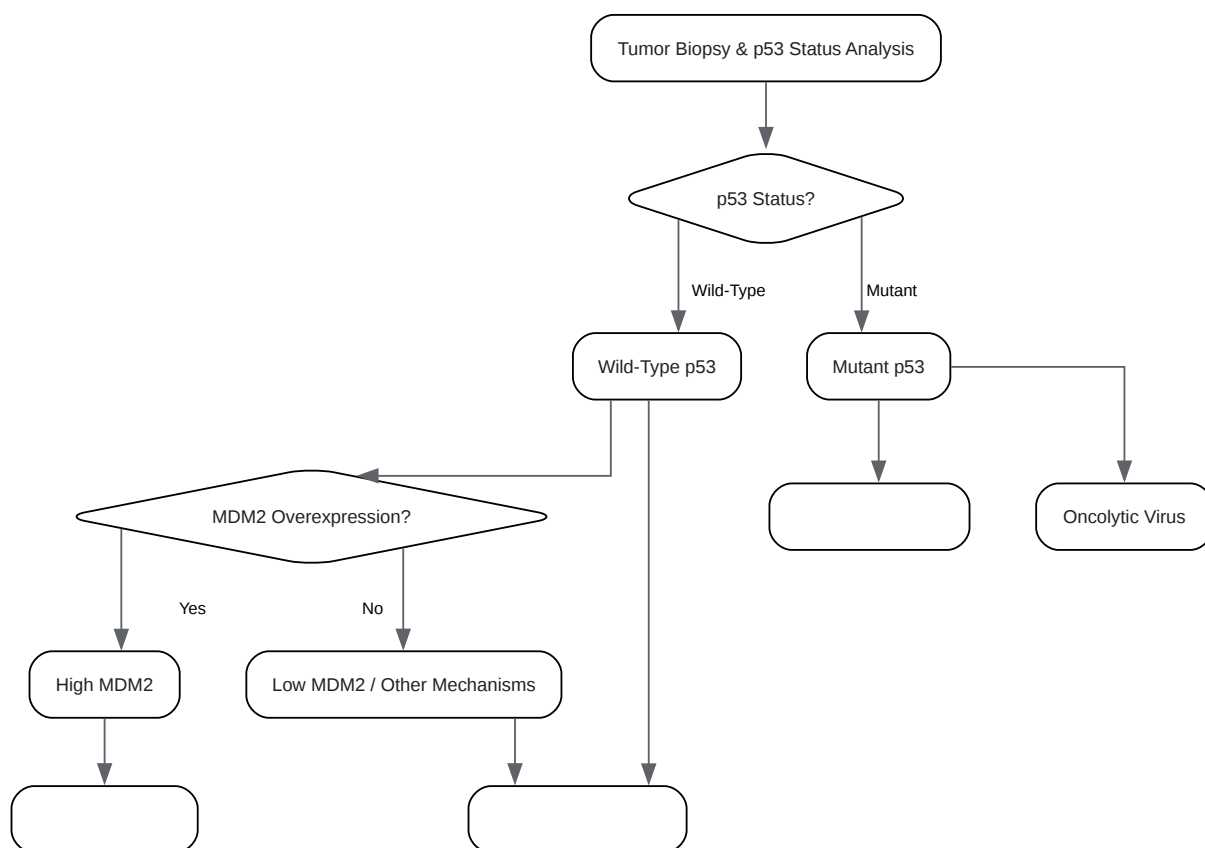 Tumor Biopsy & p53 Status Analysis
p53 Status?
Wild-Type
Mutant
Wild-Type p53
Mutant p53
MDM2 Overexpression?
Oncolytic Virus
Yes
No
High MDM2
Low MDM2 / Other Mechanisms